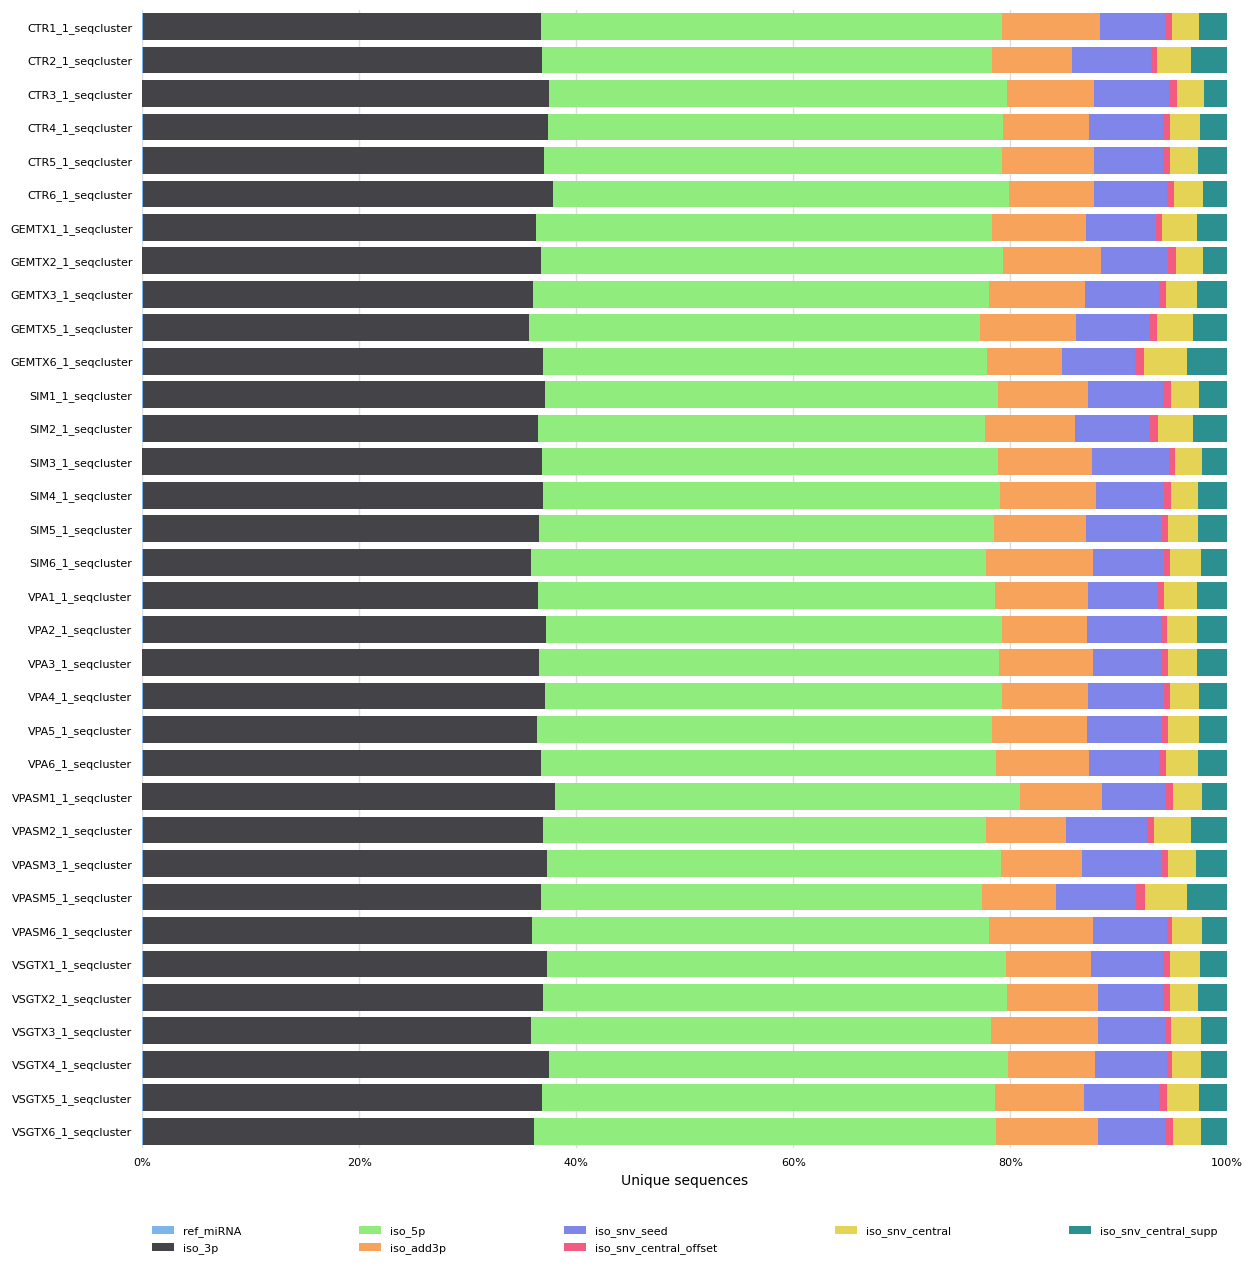 CTR1_1_seqcluster
CTR2_1_seqcluster
CTR3_1_seqcluster
CTR4_1_seqcluster
CTR5_1_seqcluster
CTR6_1_seqcluster
GEMTX1_1_seqcluster
GEMTX2_1_seqcluster
GEMTX3_1_seqcluster
GEMTX5_1_seqcluster
GEMTX6_1_seqcluster
SIM1_1_seqcluster
SIM2_1_seqcluster
SIM3_1_seqcluster
SIM4_1_seqcluster
SIM5_1_seqcluster
SIM6_1_seqcluster
VPA1_1_seqcluster
VPA2_1_seqcluster
VPA3_1_seqcluster
VPA4_1_seqcluster
VPA5_1_seqcluster
VPA6_1_seqcluster
VPASM1_1_seqcluster
VPASM2_1_seqcluster
VPASM3_1_seqcluster
VPASM5_1_seqcluster
VPASM6_1_seqcluster
VSGTX1_1_seqcluster
VSGTX2_1_seqcluster
VSGTX3_1_seqcluster
VSGTX4_1_seqcluster
VSGTX5_1_seqcluster
VSGTX6_1_seqcluster
0% 20% 40% 60% 80% 100%
Unique sequences
ref_miRNA iso_5p iso_snv_seed iso_snv_central iso_snv_central_supp
iso_3p iso_add3p iso_snv_central_offset